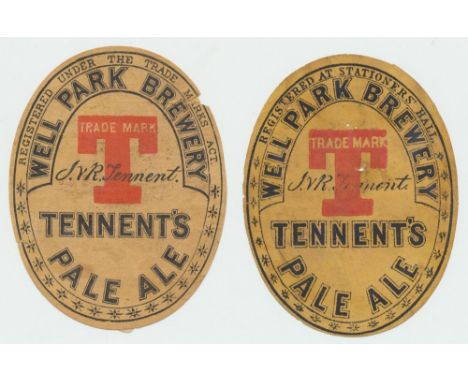 REGISTERED UNDER THE TRADE MARKS ACT.
WELL PARK BREWERY
TRADE MARK
T
J. & R. Tennent.
TENNENT'S
PALE ALE
REGISTERED AT STATIONERS' HALL
WELL PARK BREWERY
TRADE MARK
T
J. & R. Tennent.
TENNENT'S
PALE ALE